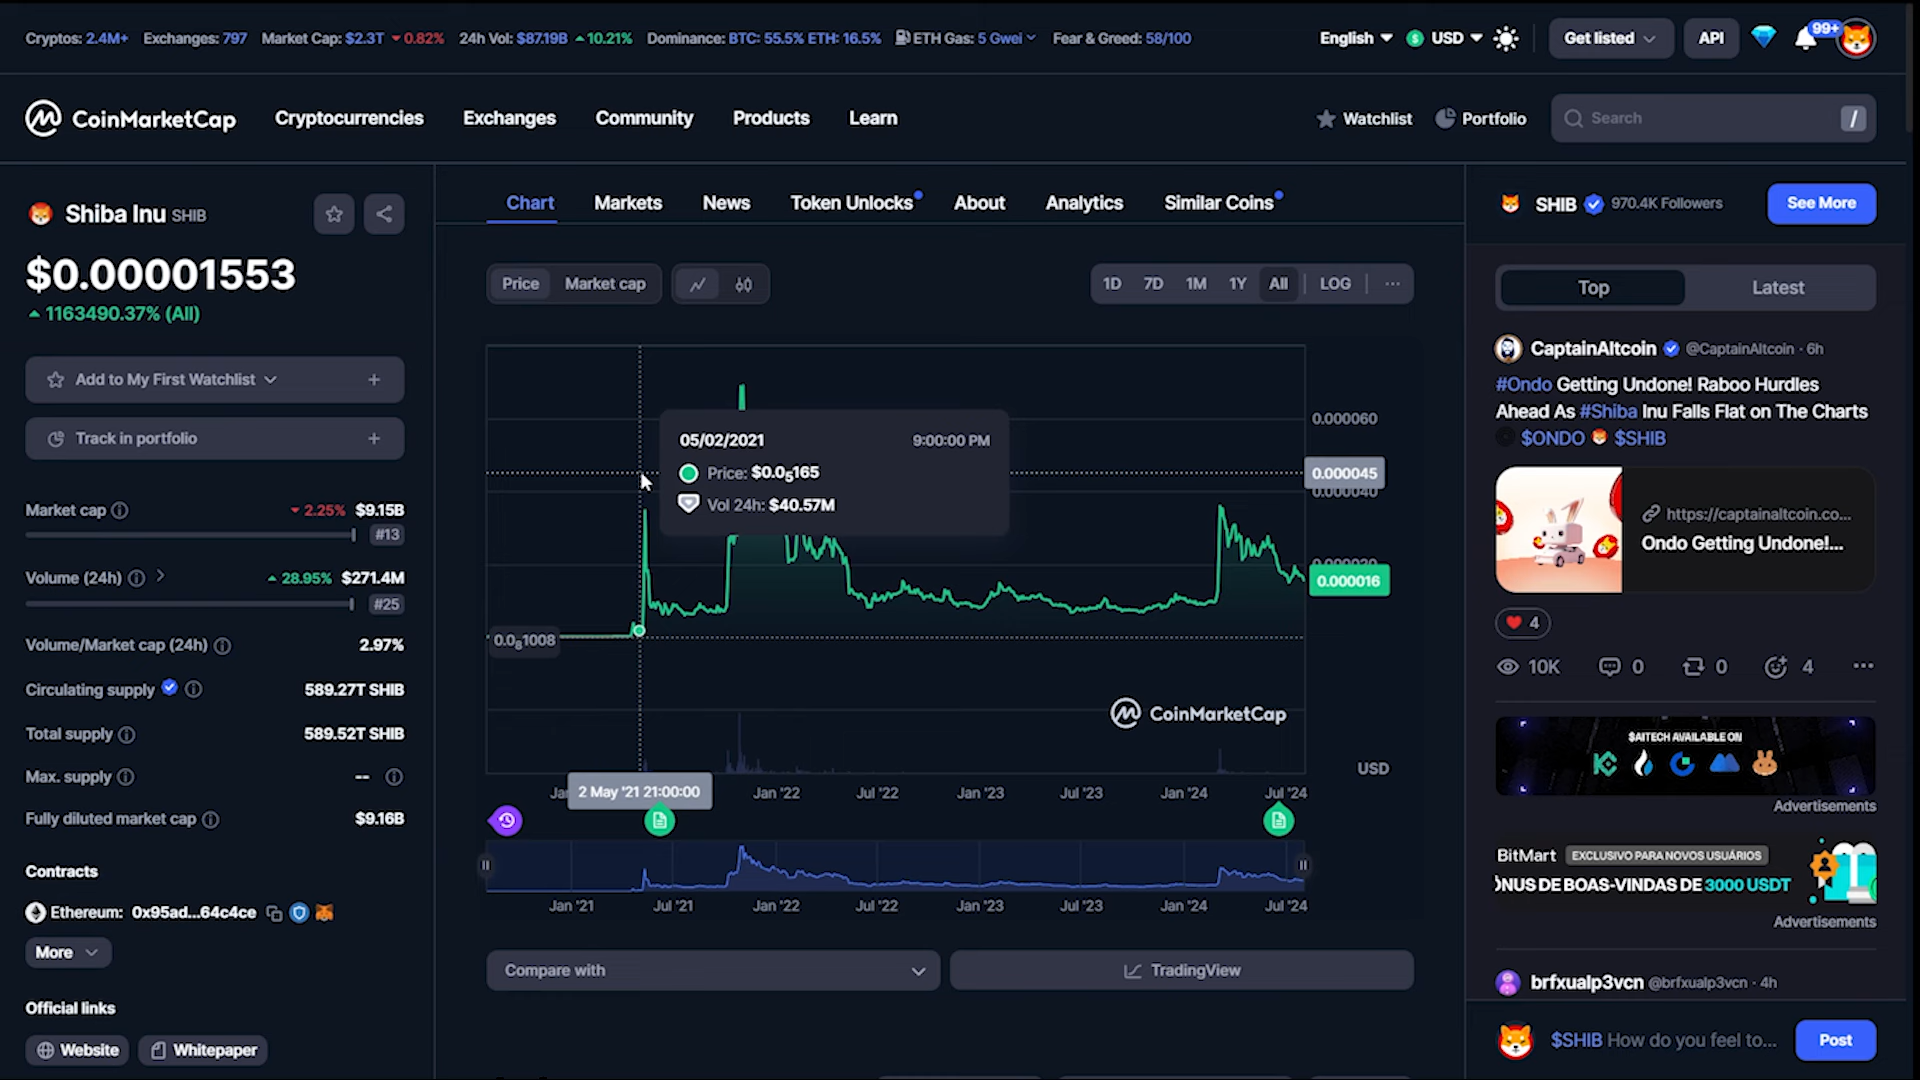 Cryptos: 2.4M+ Exchanges: 797 Market Cap: $2.3T 0.82% 24h Vol: $87.19B 10.21% Dominance: BTC: 55.5% ETH: 16.5% ETH Gas: 5 Gwei Fear & Greed: 58/100
English USD Get listed API 99+
CoinMarketCap Cryptocurrencies Exchanges Community Products Learn
Watchlist Portfolio Search /
Shiba Inu SHIB
$0.00001553
1163490.37% (All)
Add to My First Watchlist +
Track in portfolio +
Market cap 2.25% $9.15B
#13
Volume (24h) 28.95% $271.4M
#25
Volume/Market cap (24h) 2.97%
Circulating supply 589.27T SHIB
Total supply 589.52T SHIB
Max. supply --
Fully diluted market cap $9.16B
Contracts
Ethereum: 0x95ad...64c4ce
More
Official links
Website Whitepaper
Chart Markets News Token Unlocks About Analytics Similar Coins
Price Market cap
1D 7D 1M 1Y All LOG ...
0.000060
0.000045
0.000040
0.000020
0.000016
05/02/2021 9:00:00 PM
Price: $0.0₅165
Vol 24h: $40.57M
0.0₈1008
CoinMarketCap
USD
2 May '21 21:00:00 Jan '22 Jul '22 Jan '23 Jul '23 Jan '24 Jul '24
Jan '21 Jul '21 Jan '22 Jul '22 Jan '23 Jul '23 Jan '24 Jul '24
Compare with
TradingView
SHIB 970.4K Followers See More
Top Latest
CaptainAltcoin @CaptainAltcoin · 6h
#Ondo Getting Undone! Raboo Hurdles
Ahead As #Shiba Inu Falls Flat on The Charts
$ONDO $SHIB
https://captainaltcoin.co...
Ondo Getting Undone!...
4
10K 0 0 4 ...
$AITECH AVAILABLE ON
Advertisements
BitMart EXCLUSIVO PARA NOVOS USUÁRIOS
ÔNUS DE BOAS-VINDAS DE 3000 USDT
Advertisements
brfxualp3vcn @brfxualp3vcn · 4h
$SHIB How do you feel to...
Post